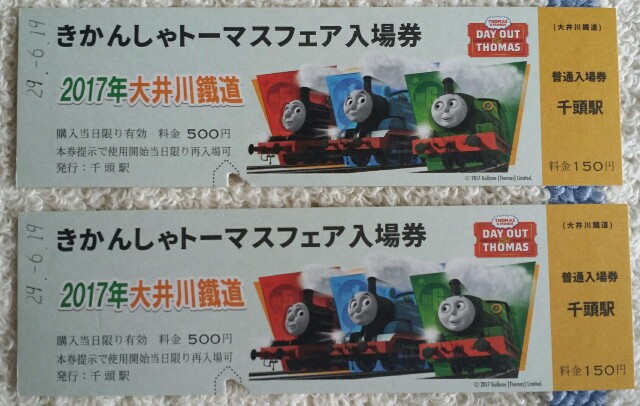 29.-6.19
きかんしゃトーマスフェア入場券
THOMAS & FRIENDS
DAY OUT
THOMAS
2017年大井川鐵道
購入当日限り有効 料金 500円
本券提示で使用開始当日限り再入場可
発行：千頭駅
© 2017 Gullane (Thomas) Limited.
(大井川鐵道)
普通入場券
千頭駅
料金150円
29.-6.19
きかんしゃトーマスフェア入場券
THOMAS & FRIENDS
DAY OUT
THOMAS
2017年大井川鐵道
購入当日限り有効 料金 500円
本券提示で使用開始当日限り再入場可
発行：千頭駅
© 2017 Gullane (Thomas) Limited.
(大井川鐵道)
普通入場券
千頭駅
料金150円